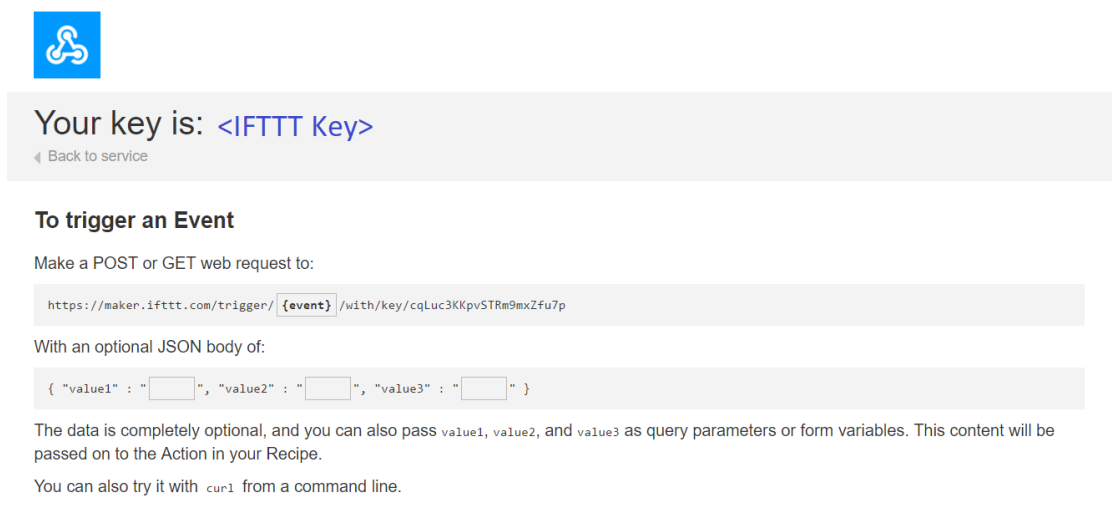 Your key is: <IFTTT Key>
Back to service
To trigger an Event
Make a POST or GET web request to:
https://maker.ifttt.com/trigger/ {event} /with/key/cqLuc3KKpvSTRm9mxZfu7p
With an optional JSON body of:
{ "value1" : "", "value2" : "", "value3" : "" }
The data is completely optional, and you can also pass value1, value2, and value3 as query parameters or form variables. This content will be
passed on to the Action in your Recipe.
You can also try it with curl from a command line.